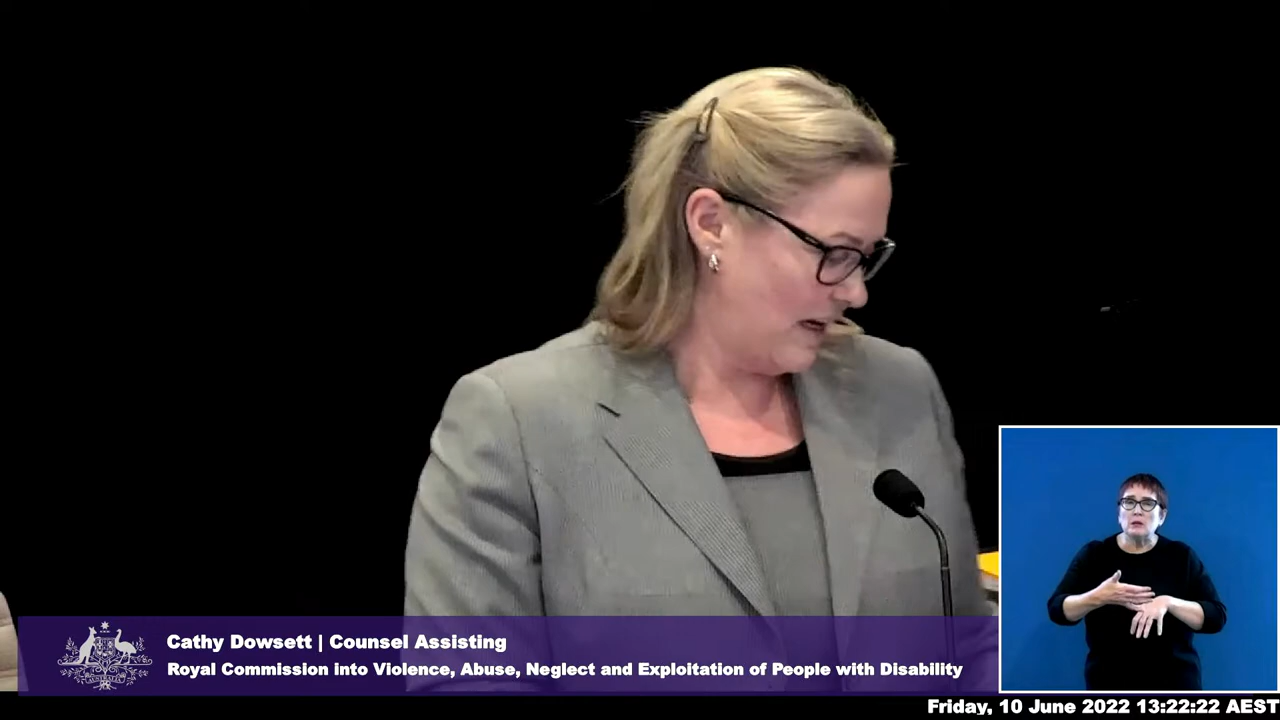 Cathy Dowsett | Counsel Assisting
Royal Commission into Violence, Abuse, Neglect and Exploitation of People with Disability
Friday, 10 June 2022 13:22:22 AEST